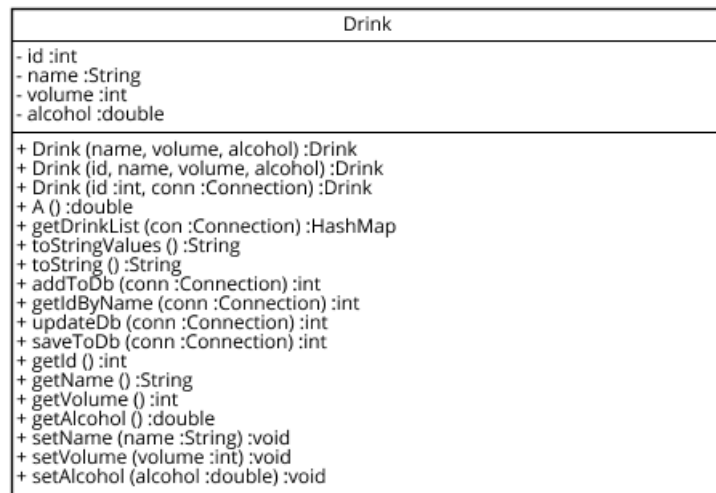 Drink
- id :int
- name :String
- volume :int
- alcohol :double
+ Drink (name, volume, alcohol) :Drink
+ Drink (id, name, volume, alcohol) :Drink
+ Drink (id :int, conn :Connection) :Drink
+ A () :double
+ getDrinkList (con :Connection) :HashMap
+ toStringValues () :String
+ toString () :String
+ addToDb (conn :Connection) :int
+ getIdByName (conn :Connection) :int
+ updateDb (conn :Connection) :int
+ saveToDb (conn :Connection) :int
+ getId () :int
+ getName () :String
+ getVolume () :int
+ getAlcohol () :double
+ setName (name :String) :void
+ setVolume (volume :int) :void
+ setAlcohol (alcohol :double) :void